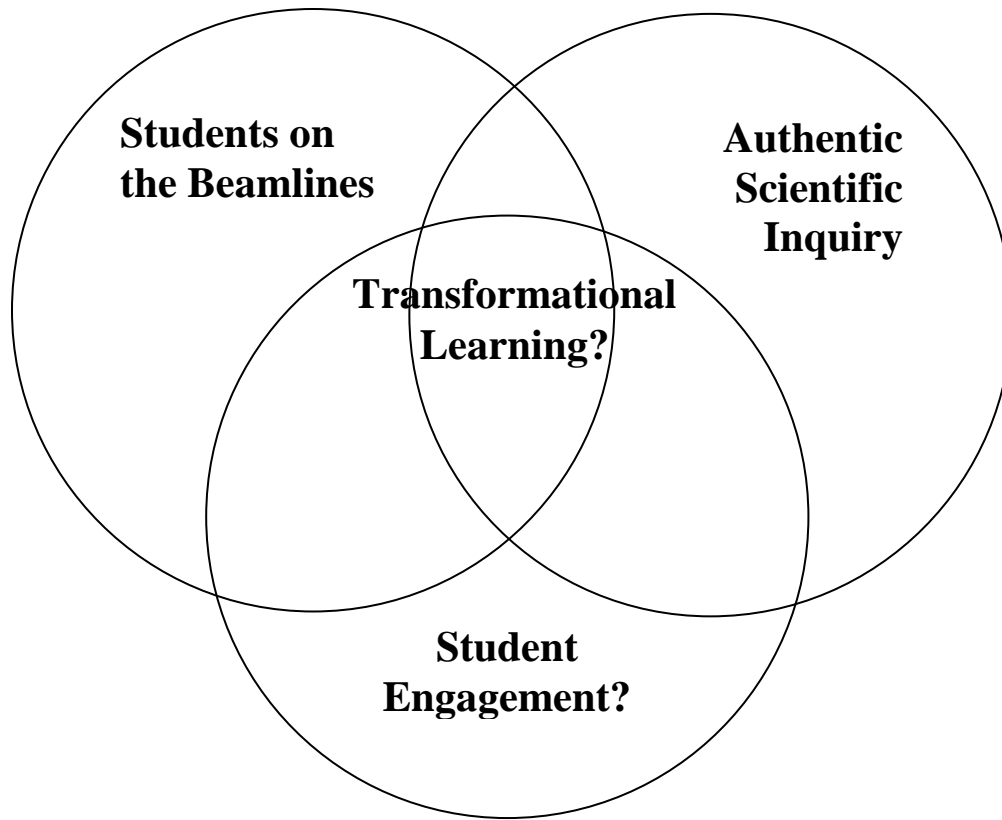 Students on
the Beamlines
Authentic
Scientific
Inquiry
Transformational
Learning?
Student
Engagement?